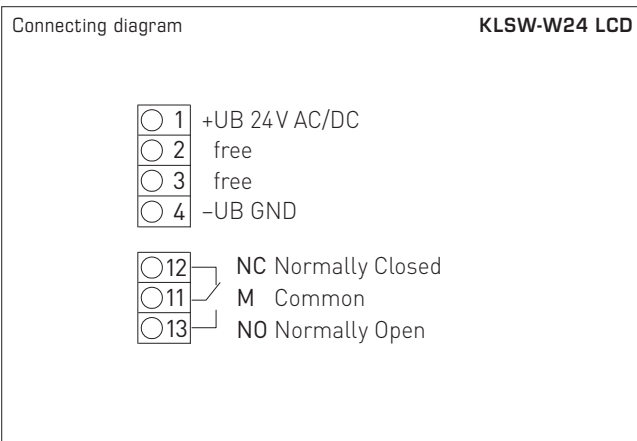 Connecting diagram KLSW-W24 LCD
1 +UB 24 V AC/DC
2 free
3 free
4 –UB GND
12 NC Normally Closed
11 M Common
13 NO Normally Open